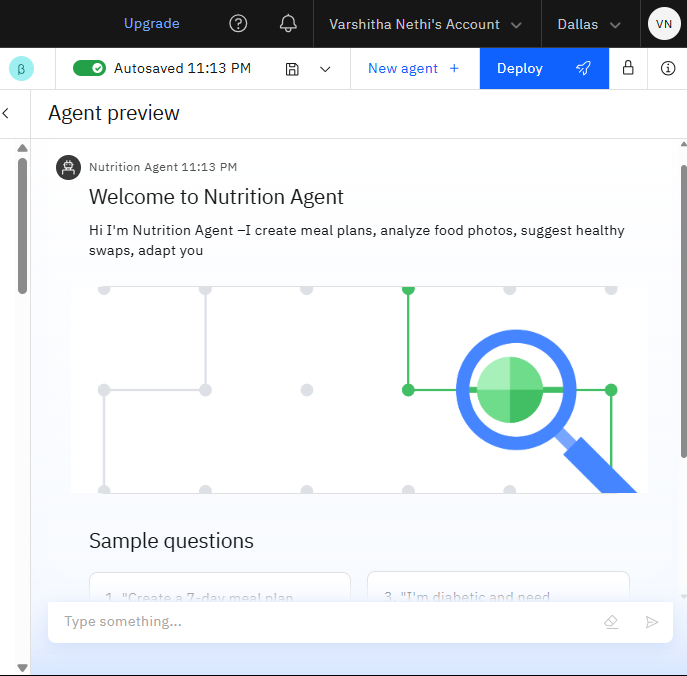 Upgrade
Varshitha Nethi's Account
Dallas
VN
β
Autosaved 11:13 PM
New agent +
Deploy
Agent preview
Nutrition Agent 11:13 PM
Welcome to Nutrition Agent
Hi I'm Nutrition Agent –I create meal plans, analyze food photos, suggest healthy
swaps, adapt you
Sample questions
1. "Create a 7-day meal plan
3. "I'm diabetic and need
Type something...